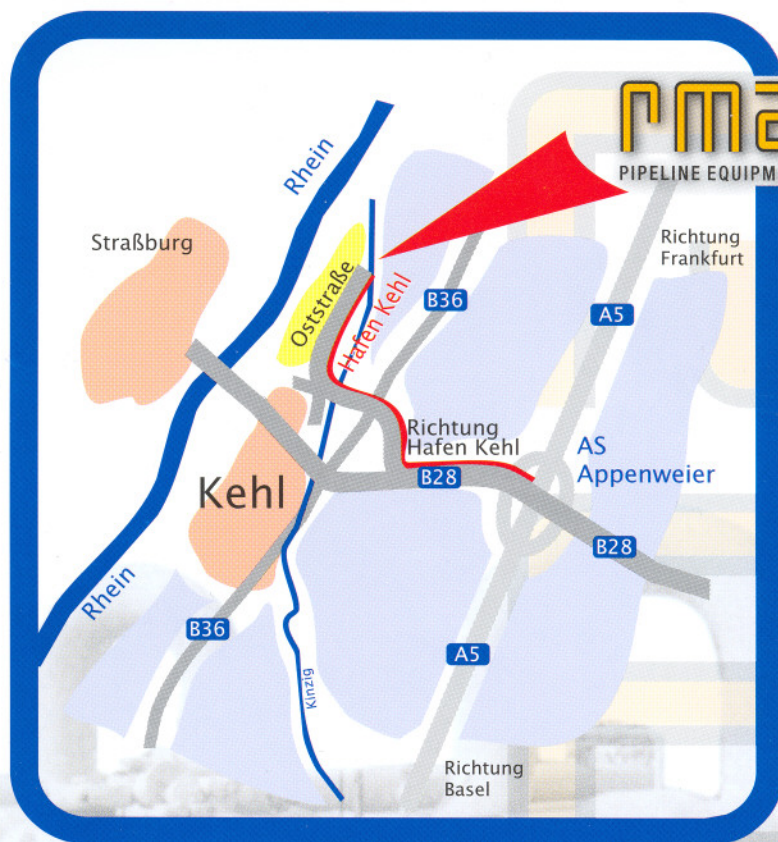 rma
PIPELINE EQUIPM
Rhein
Straßburg
Richtung
Frankfurt
Oststraße
Hafen Kehl
B36
A5
Richtung
Hafen Kehl
AS
Appenweier
Kehl
B28
B28
Rhein
B36
A5
Kinzig
Richtung
Basel